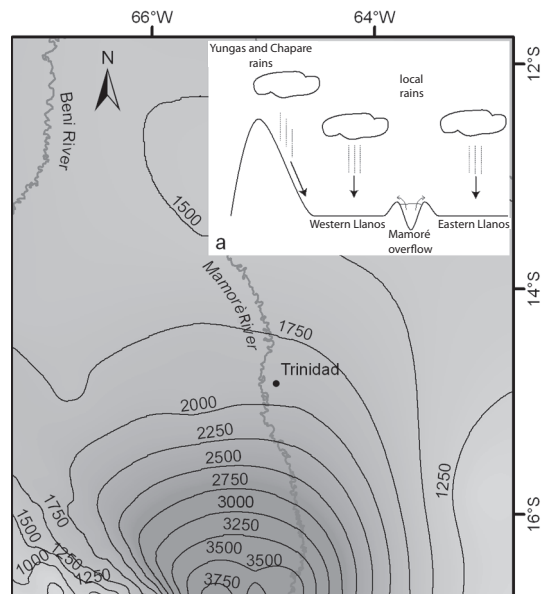 66°W 64°W
12°S
14°S
16°S
N
Beni River
Yungas and Chapare
rains
local
rains
Western Llanos
Eastern Llanos
Mamoré
overflow
a
1500
Mamoré River
1750
Trinidad
2000
2250
2500
2750
3000
3250
3500
3500
3750
1250
1750
1500
1250
1000
1250